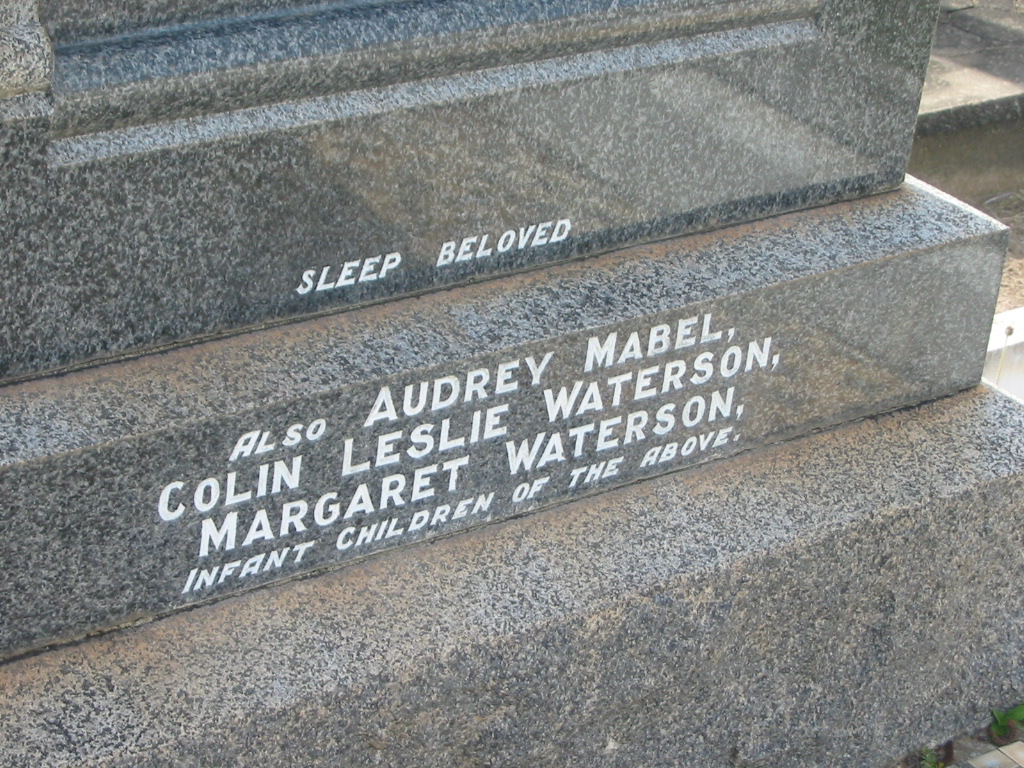 SLEEP BELOVED
ALSO AUDREY MABEL,
COLIN LESLIE WATERSON,
MARGARET WATERSON,
INFANT CHILDREN OF THE ABOVE.